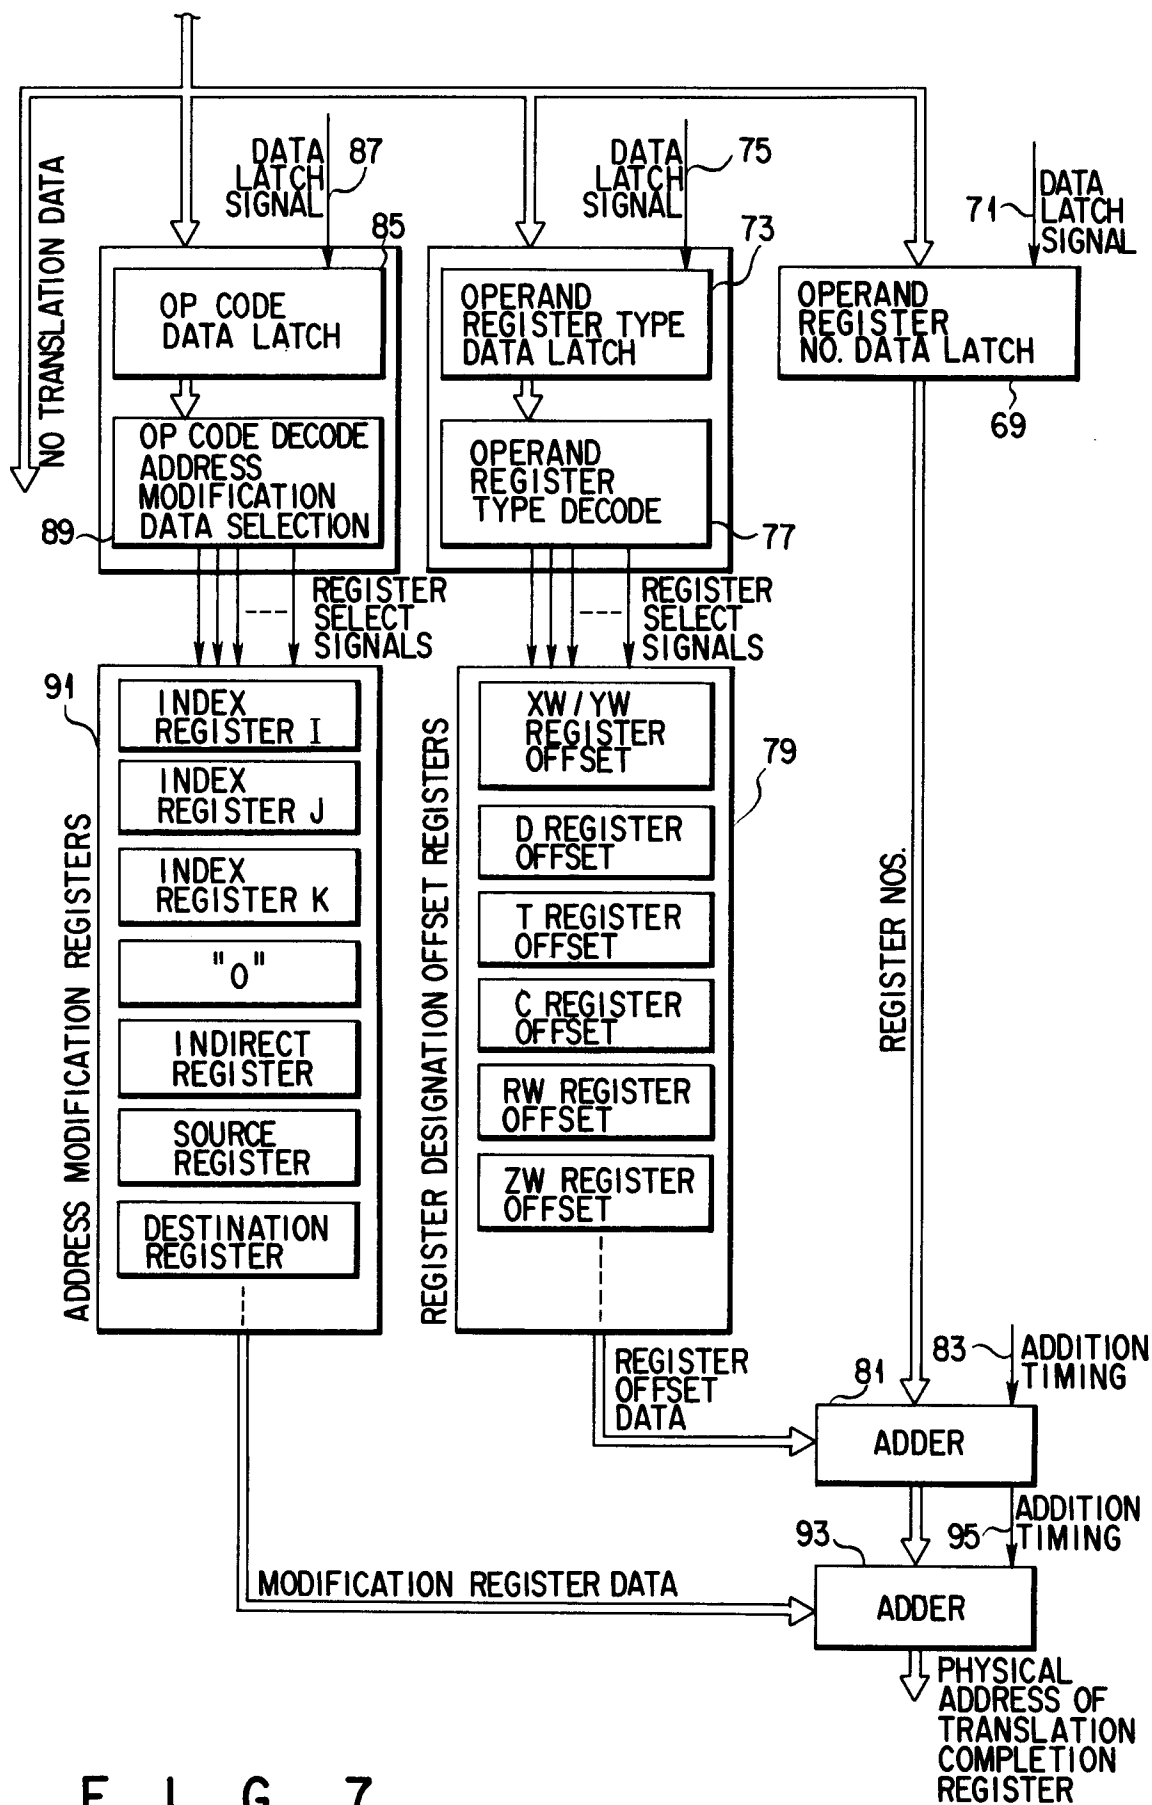 NO TRANSLATION DATA
DATA
LATCH
SIGNAL
87
DATA
LATCH
SIGNAL
75
71
DATA
LATCH
SIGNAL
85
OP CODE
DATA LATCH
73
OPERAND
REGISTER TYPE
DATA LATCH
OPERAND
REGISTER
NO. DATA LATCH
69
OP CODE DECODE
ADDRESS
MODIFICATION
DATA SELECTION
89
OPERAND
REGISTER
TYPE DECODE
77
REGISTER
SELECT
SIGNALS
REGISTER
SELECT
SIGNALS
91
ADDRESS MODIFICATION REGISTERS
INDEX
REGISTER I
INDEX
REGISTER J
INDEX
REGISTER K
"0"
INDIRECT
REGISTER
SOURCE
REGISTER
DESTINATION
REGISTER
REGISTER DESIGNATION OFFSET REGISTERS
79
XW/YW
REGISTER
OFFSET
D REGISTER
OFFSET
T REGISTER
OFFSET
C REGISTER
OFFSET
RW REGISTER
OFFSET
ZW REGISTER
OFFSET
REGISTER NOS.
REGISTER
OFFSET
DATA
83
ADDITION
TIMING
81
ADDER
ADDITION
TIMING
95
93
MODIFICATION REGISTER DATA
ADDER
PHYSICAL
ADDRESS OF
TRANSLATION
COMPLETION
REGISTER
FIG. 7